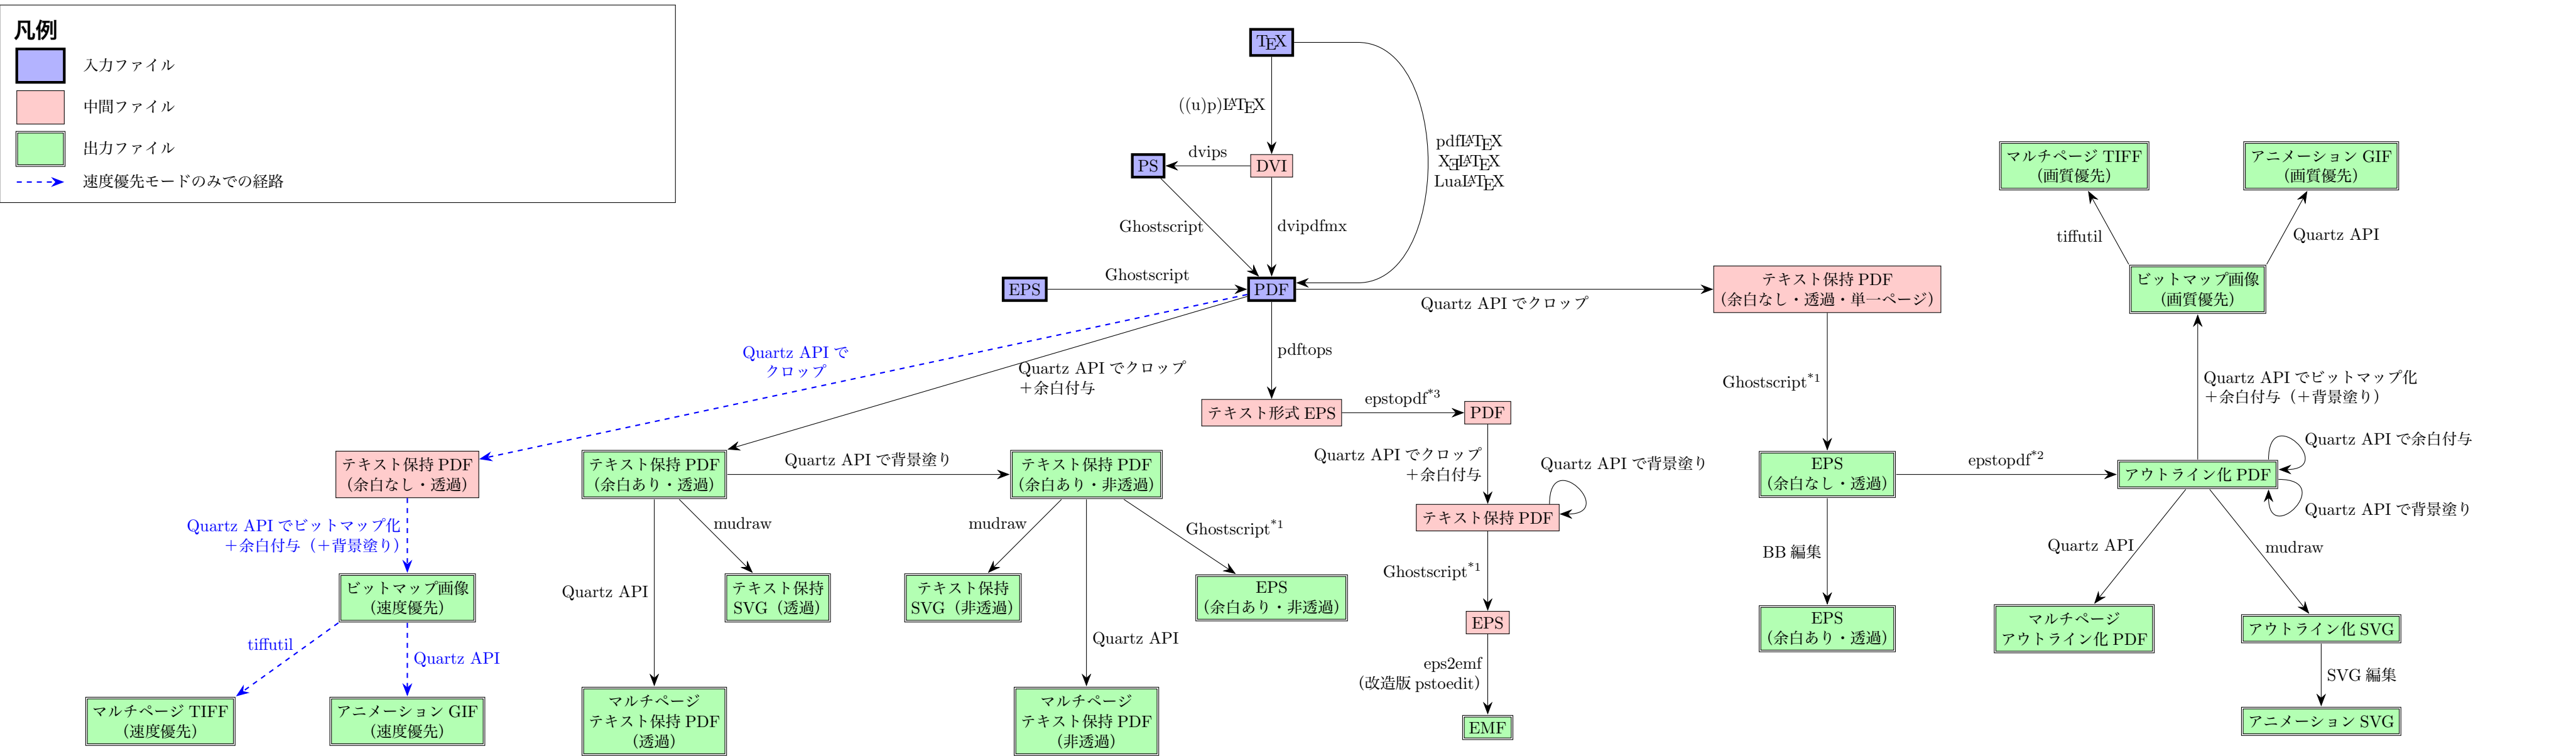 凡例
入力ファイル
中間ファイル
出力ファイル
速度優先モードのみでの経路
TEX
((u)p)LATEX
pdfLATEX
XELATEX
LuaLATEX
PS
dvips
DVI
Ghostscript
dvipdfmx
EPS
Ghostscript
PDF
Quartz API でクロップ
テキスト保持 PDF
(余白なし・透過・単一ページ)
マルチページ TIFF
(画質優先)
アニメーション GIF
(画質優先)
tiffutil
Quartz API
ビットマップ画像
(画質優先)
Quartz API で
クロップ
Quartz API でクロップ
+余白付与
pdftops
Ghostscript*1
Quartz API でビットマップ化
+余白付与(+背景塗り)
テキスト形式 EPS
epstopdf*3
PDF
Quartz API でクロップ
+余白付与
Quartz API で背景塗り
テキスト保持 PDF
テキスト保持 PDF
(余白なし・透過)
テキスト保持 PDF
(余白あり・透過)
Quartz API で背景塗り
テキスト保持 PDF
(余白あり・非透過)
EPS
(余白なし・透過)
epstopdf*2
アウトライン化 PDF
Quartz API で余白付与
Quartz API で背景塗り
Quartz API でビットマップ化
+余白付与(+背景塗り)
mudraw
Quartz API
mudraw
Ghostscript*1
Quartz API
Ghostscript*1
BB 編集
Quartz API
mudraw
ビットマップ画像
(速度優先)
テキスト保持
SVG(透過)
テキスト保持
SVG(非透過)
EPS
(余白あり・非透過)
EPS
EPS
(余白あり・透過)
マルチページ
アウトライン化 PDF
アウトライン化 SVG
tiffutil
Quartz API
eps2emf
(改造版 pstoedit)
SVG 編集
マルチページ TIFF
(速度優先)
アニメーション GIF
(速度優先)
マルチページ
テキスト保持 PDF
(透過)
マルチページ
テキスト保持 PDF
(非透過)
EMF
アニメーション SVG